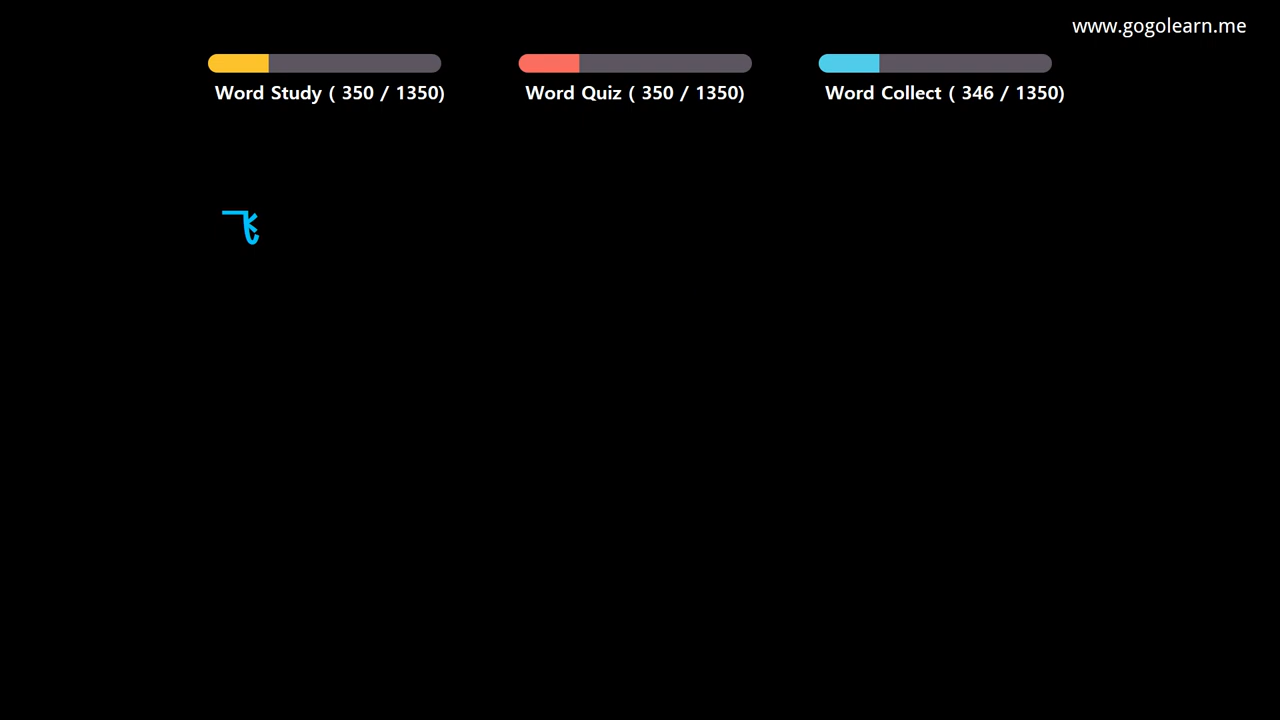 www.gogolearn.me
Word Study ( 350 / 1350)
Word Quiz ( 350 / 1350)
Word Collect ( 346 / 1350)
飞